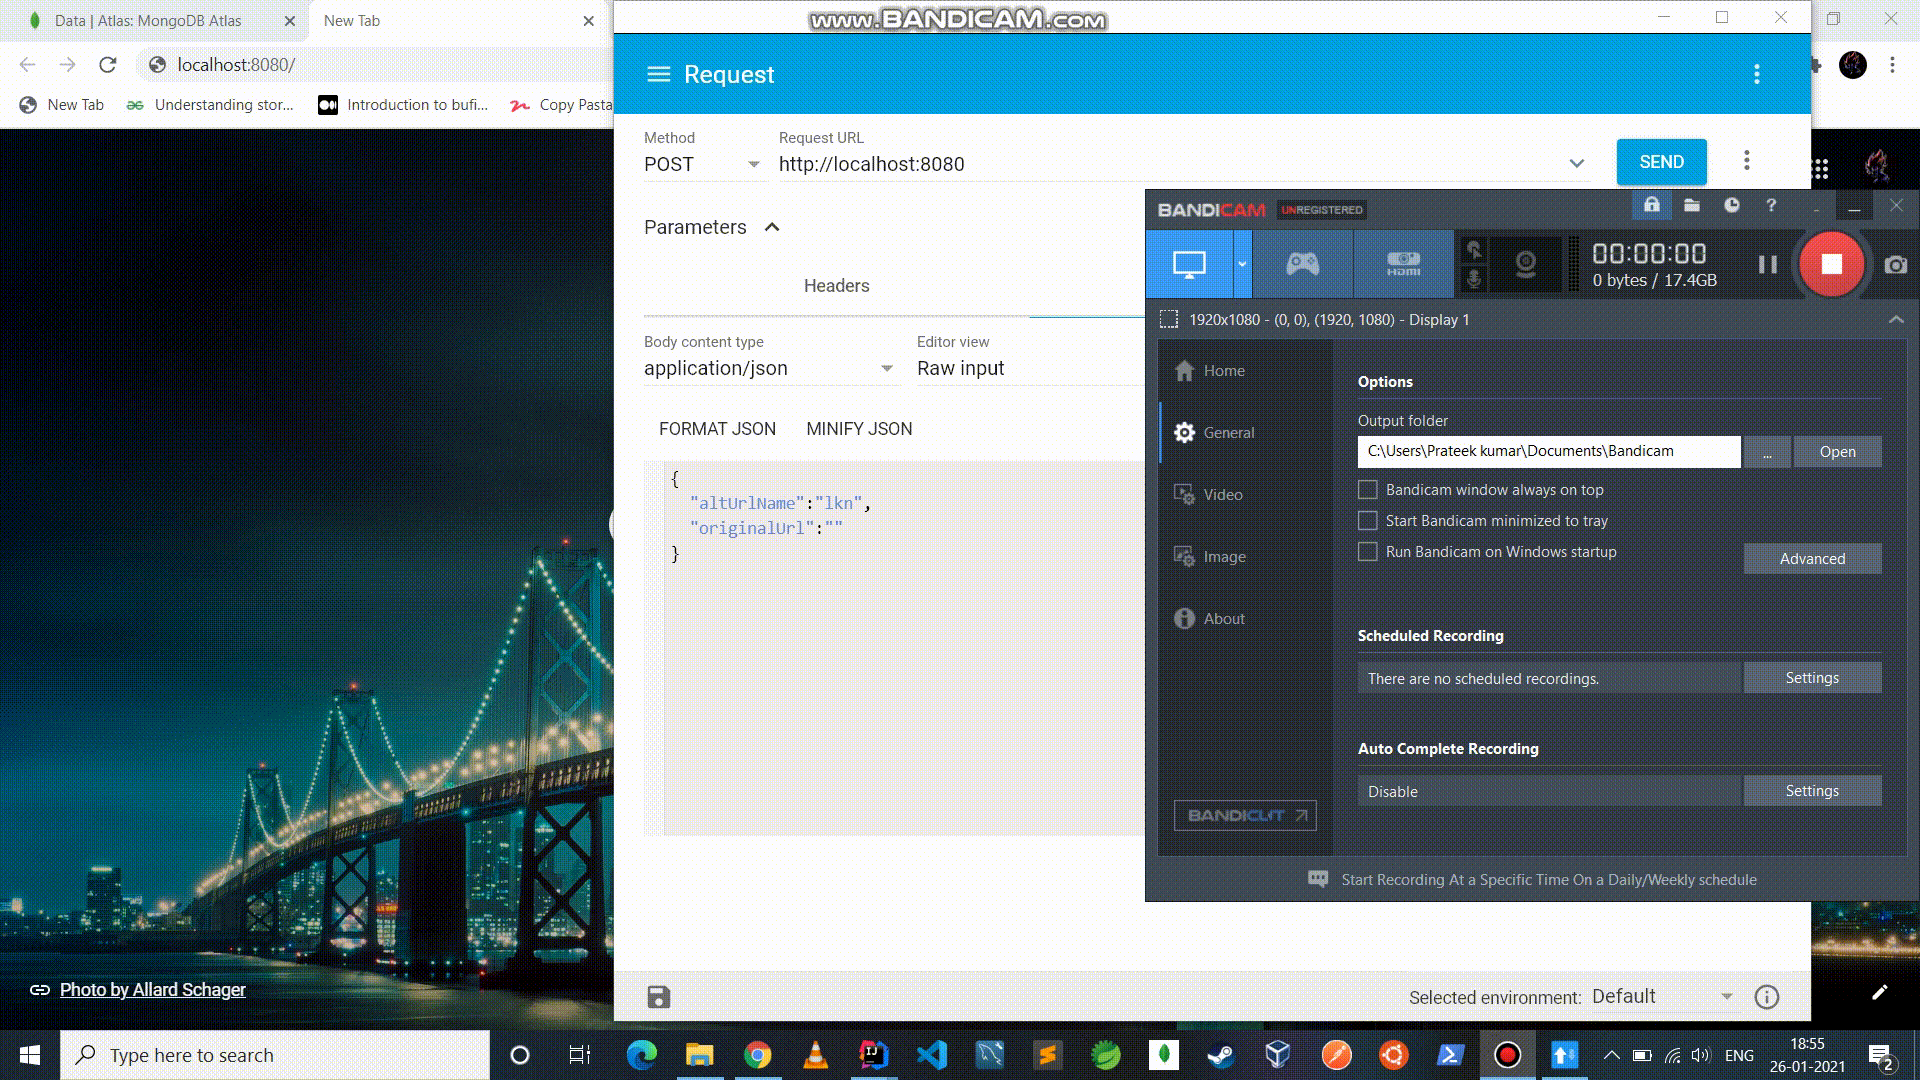 Data | Atlas: MongoDB Atlas
New Tab
www.BANDICAM.com
localhost:8080/
New Tab
Understanding stor...
Introduction to bufi...
Copy Pasta
Request
Method
POST
Request URL
http://localhost:8080
SEND
Parameters
Headers
Body content type
application/json
Editor view
Raw input
FORMAT JSON
MINIFY JSON
{
"altUrlName":"lkn",
"originalUrl":""
}
BANDICAM UNREGISTERED
HDMI
00:00:00
0 bytes / 17.4GB
1920x1080 - (0, 0), (1920, 1080) - Display 1
Home
General
Video
Image
About
BANDICUT
Options
Output folder
C:\Users\Prateek kumar\Documents\Bandicam
...
Open
Bandicam window always on top
Start Bandicam minimized to tray
Run Bandicam on Windows startup
Advanced
Scheduled Recording
There are no scheduled recordings.
Settings
Auto Complete Recording
Disable
Settings
Start Recording At a Specific Time On a Daily/Weekly schedule
Photo by Allard Schager
Selected environment: Default
Type here to search
ENG
18:55
26-01-2021
2